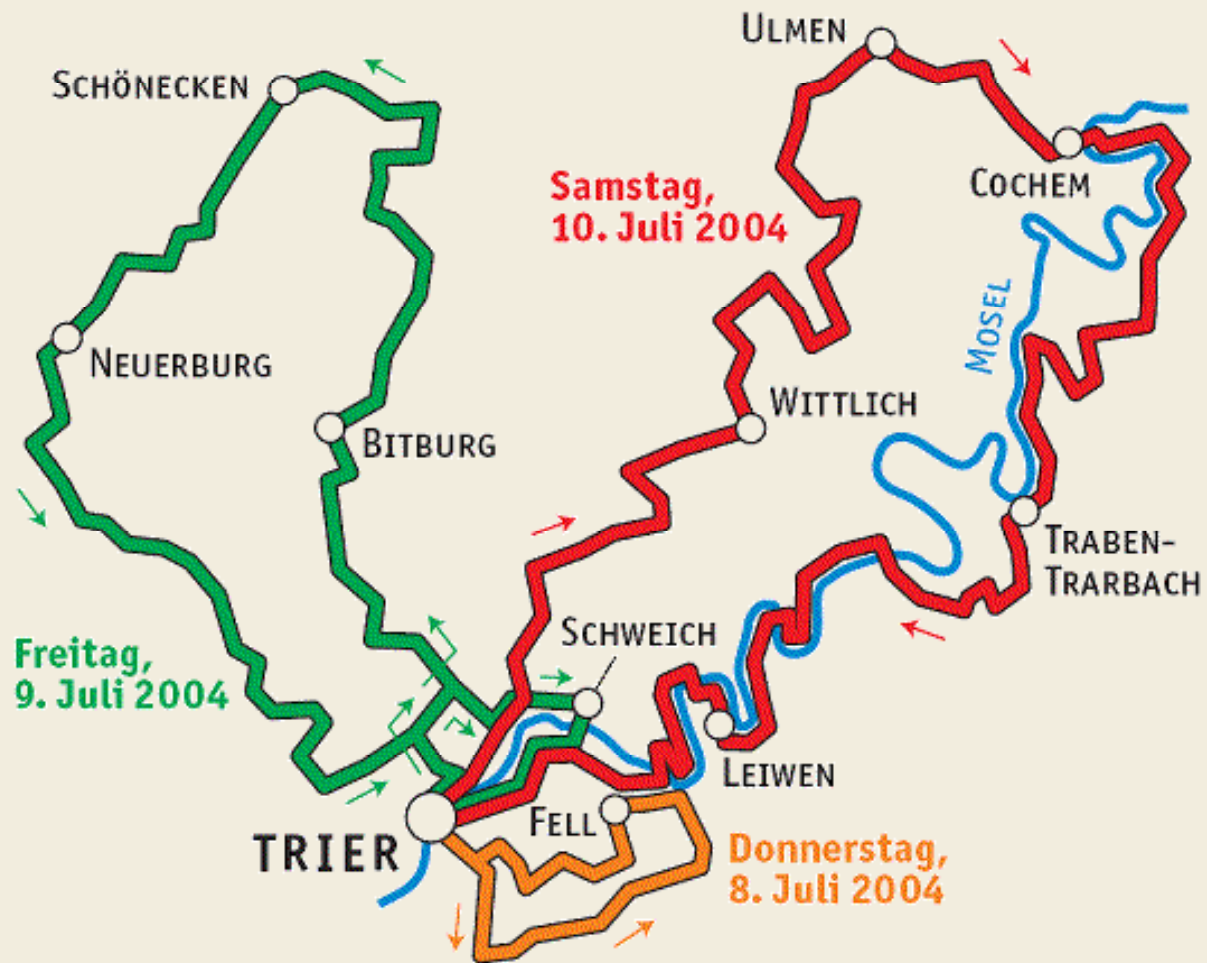 ULMEN
SCHÖNECKEN
Samstag,
10. Juli 2004
COCHEM
MOSEL
NEUERBURG
WITTLICH
BITBURG
TRABEN-
TRARBACH
SCHWEICH
Freitag,
9. Juli 2004
LEIWEN
FELL
TRIER
Donnerstag,
8. Juli 2004